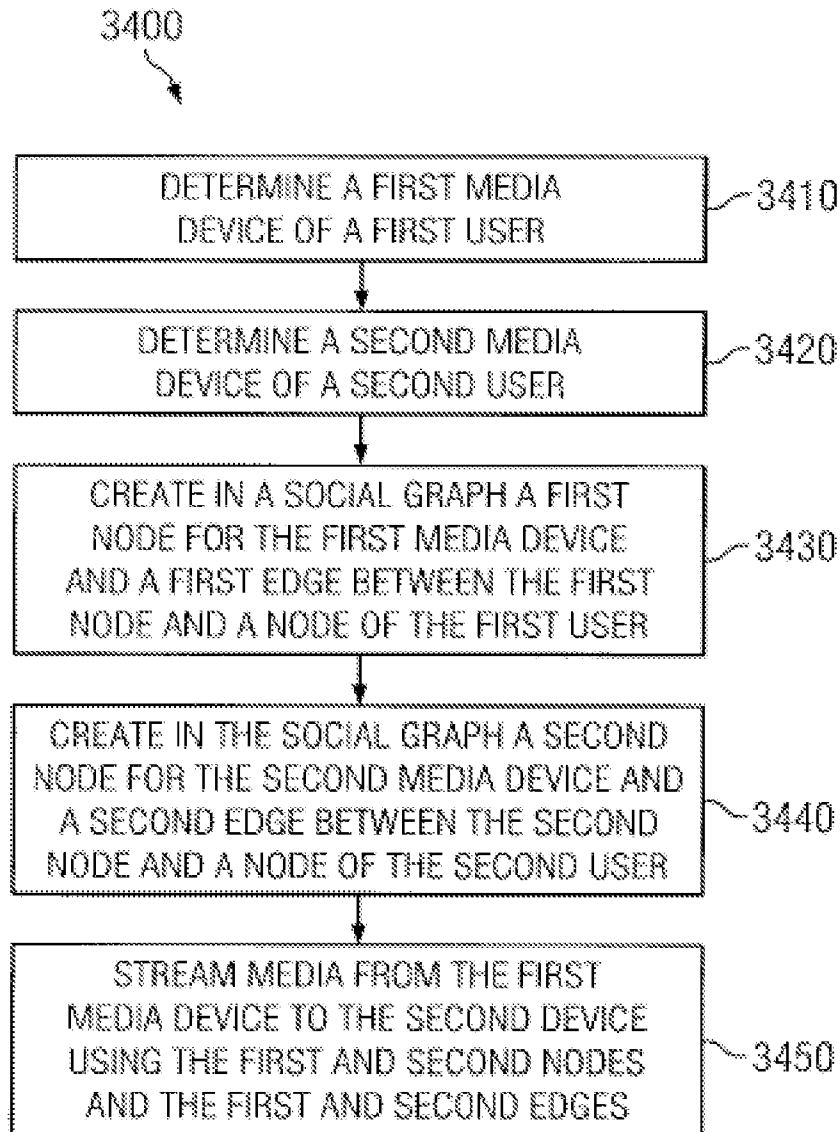 3400
DETERMINE A FIRST MEDIA
DEVICE OF A FIRST USER
3410
DETERMINE A SECOND MEDIA
DEVICE OF A SECOND USER
3420
CREATE IN A SOCIAL GRAPH A FIRST
NODE FOR THE FIRST MEDIA DEVICE
AND A FIRST EDGE BETWEEN THE FIRST
NODE AND A NODE OF THE FIRST USER
3430
CREATE IN THE SOCIAL GRAPH A SECOND
NODE FOR THE SECOND MEDIA DEVICE AND
A SECOND EDGE BETWEEN THE SECOND
NODE AND A NODE OF THE SECOND USER
3440
STREAM MEDIA FROM THE FIRST
MEDIA DEVICE TO THE SECOND DEVICE
USING THE FIRST AND SECOND NODES
AND THE FIRST AND SECOND EDGES
3450